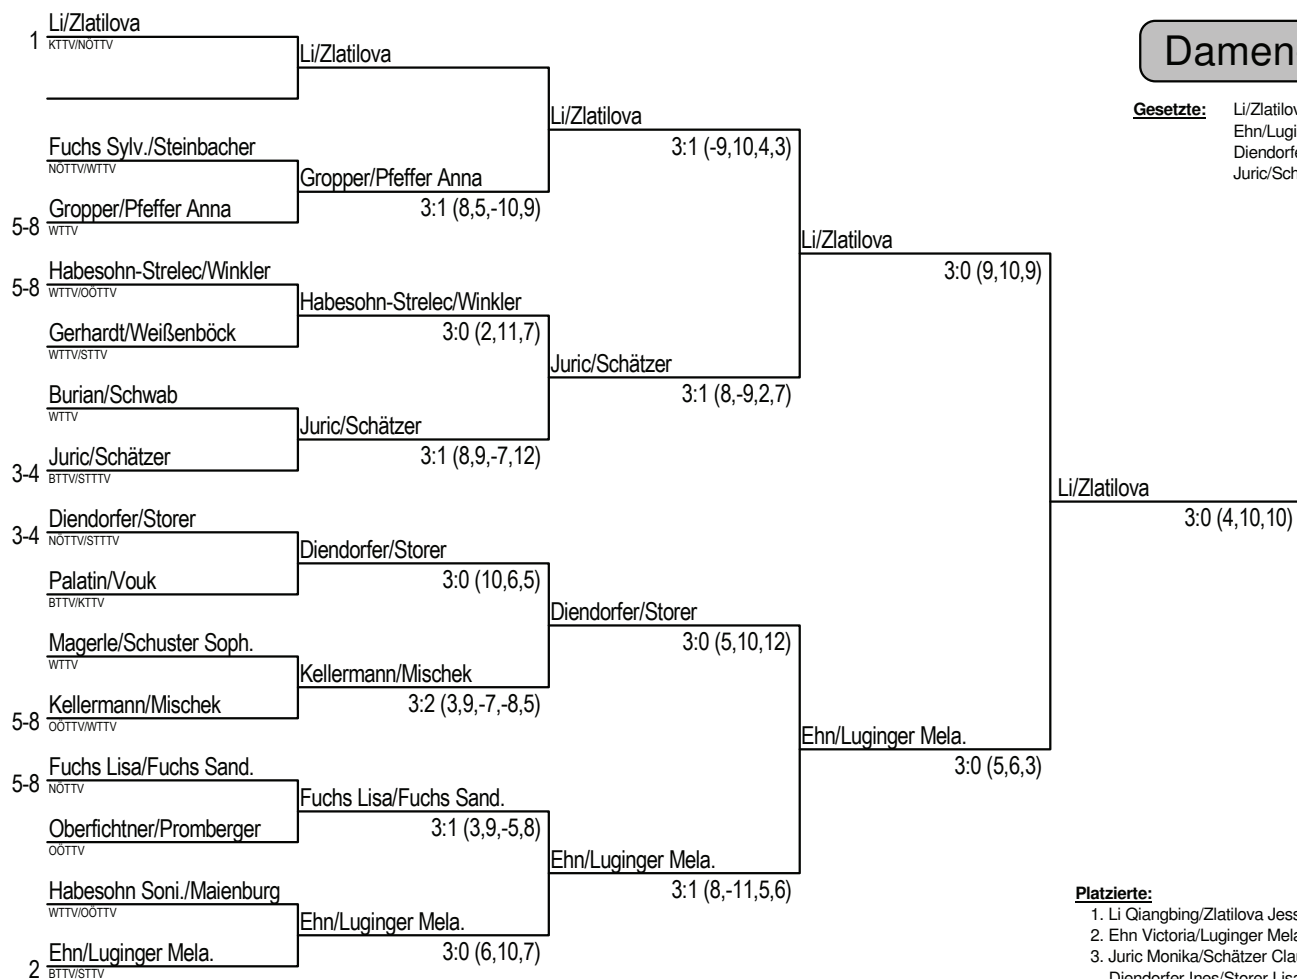 Li/Zlatilova
1
KTTV/NÖTTV
Fuchs Sylv./Steinbacher
NÖTTV/WTTV
Gropper/Pfeffer Anna
5-8
WTTV
Habesohn-Strelec/Winkler
5-8
WTTV/OÖTTV
Gerhardt/Weißenböck
WTTV/STTV
Burian/Schwab
WTTV
Juric/Schätzer
3-4
BTTV/STTTV
Diendorfer/Storer
3-4
NÖTTV/STTTV
Palatin/Vouk
BTTV/KTTV
Magerle/Schuster Soph.
WTTV
Kellermann/Mischek
5-8
OÖTTV/WTTV
Fuchs Lisa/Fuchs Sand.
5-8
NÖTTV
Oberfichtner/Promberger
OÖTTV
Habesohn Soni./Maienburg
WTTV/OÖTTV
Ehn/Luginger Mela.
2
BTTV/STTV
Li/Zlatilova
Gropper/Pfeffer Anna
3:1 (8,5,-10,9)
Habesohn-Strelec/Winkler
3:0 (2,11,7)
Juric/Schätzer
3:1 (8,9,-7,12)
Diendorfer/Storer
3:0 (10,6,5)
Kellermann/Mischek
3:2 (3,9,-7,-8,5)
Fuchs Lisa/Fuchs Sand.
3:1 (3,9,-5,8)
Ehn/Luginger Mela.
3:0 (6,10,7)
Li/Zlatilova
3:1 (-9,10,4,3)
Juric/Schätzer
3:1 (8,-9,2,7)
Diendorfer/Storer
3:0 (5,10,12)
Ehn/Luginger Mela.
3:1 (8,-11,5,6)
Li/Zlatilova
3:0 (9,10,9)
Ehn/Luginger Mela.
3:0 (5,6,3)
Li/Zlatilova
3:0 (4,10,10)
Damen
Gesetzte: Li/Zlatilov
Ehn/Lugi
Diendorfe
Juric/Sch
Platzierte:
1. Li Qiangbing/Zlatilova Jess
2. Ehn Victoria/Luginger Mela
3. Juric Monika/Schätzer Clau
Diendorfer Ines/Storer Lisa